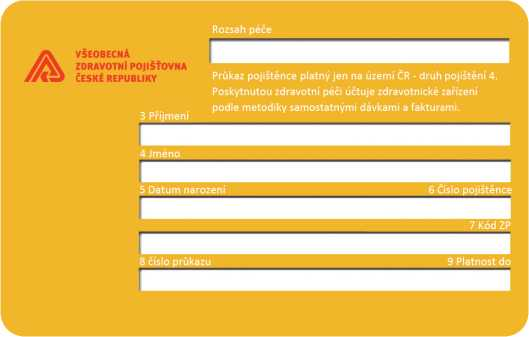 Rozsah péče
VŠEOBECNÁ
ZDRAVOTNÍ POJIŠŤOVNA
ČESKÉ REPUBLIKY
Průkaz pojištěnce platný jen na území ČR - druh pojištění 4.
Poskytnutou zdravotní péči účtuje zdravotnické zařízení
podle metodiky samostatnými dávkami a fakturami.
3 Příjmení
4 Jméno
5 Datum narození 6 Číslo pojištěnce
7 Kód ZP
8 číslo průkazu 9 Platnost do